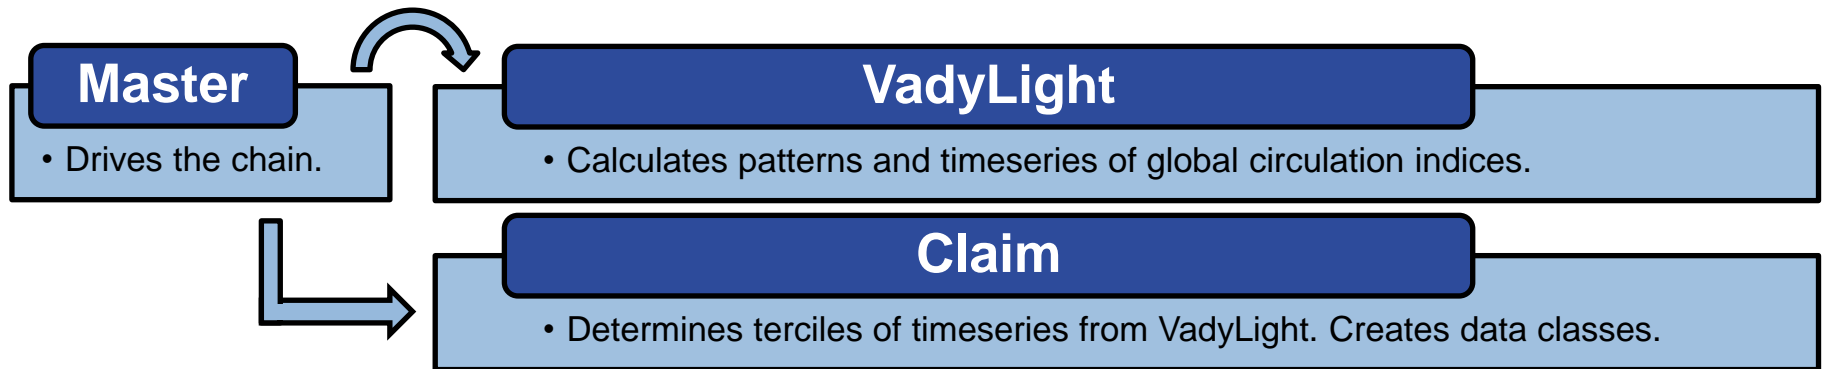 Master
• Drives the chain.
VadyLight
• Calculates patterns and timeseries of global circulation indices.
Claim
• Determines terciles of timeseries from VadyLight. Creates data classes.